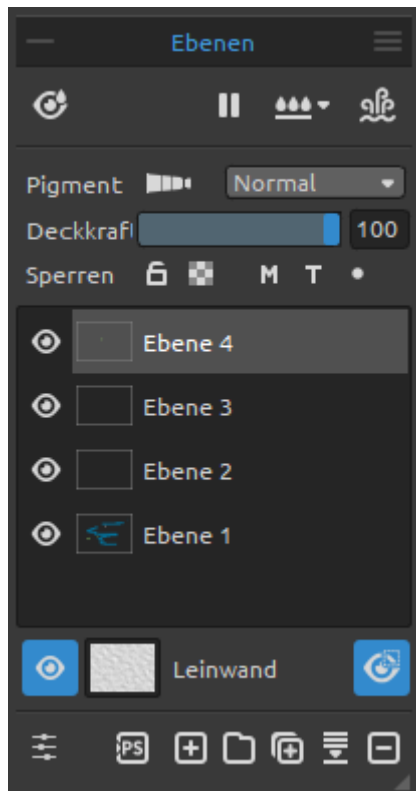 Ebenen
Pigment Normal
Deckkraft 100
Sperren M T
Ebene 4
Ebene 3
Ebene 2
Ebene 1
Leinwand
PS